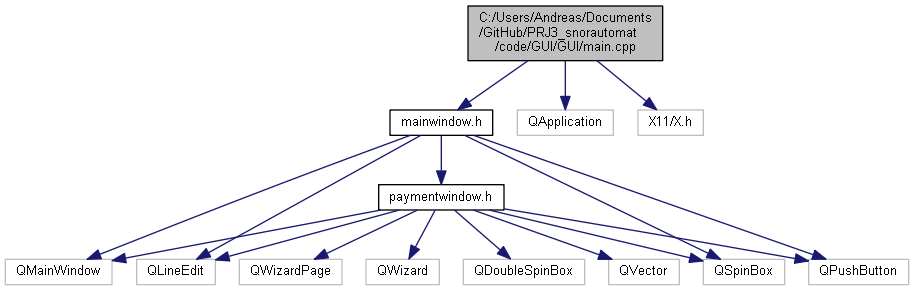 C:/Users/Andreas/Documents
/GitHub/PRJ3_snorautomat
/code/GUI/GUI/main.cpp
mainwindow.h
QApplication
X11/X.h
paymentwindow.h
QMainWindow
QLineEdit
QWizardPage
QWizard
QDoubleSpinBox
QVector
QSpinBox
QPushButton